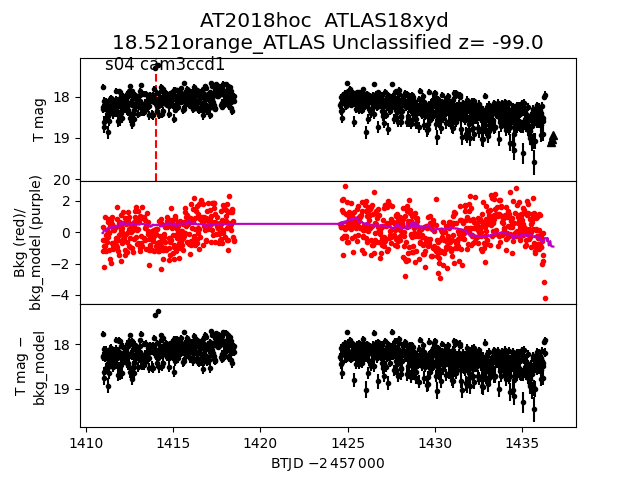 AT2018hoc  ATLAS18xyd
18.521orange_ATLAS Unclassified z= -99.0
s04 cam3ccd1
T mag
18
19
20
Bkg (red)/
bkg_model (purple)
2
0
−2
−4
T mag −
bkg_model
18
19
1410
1415
1420
1425
1430
1435
BTJD −2 457 000